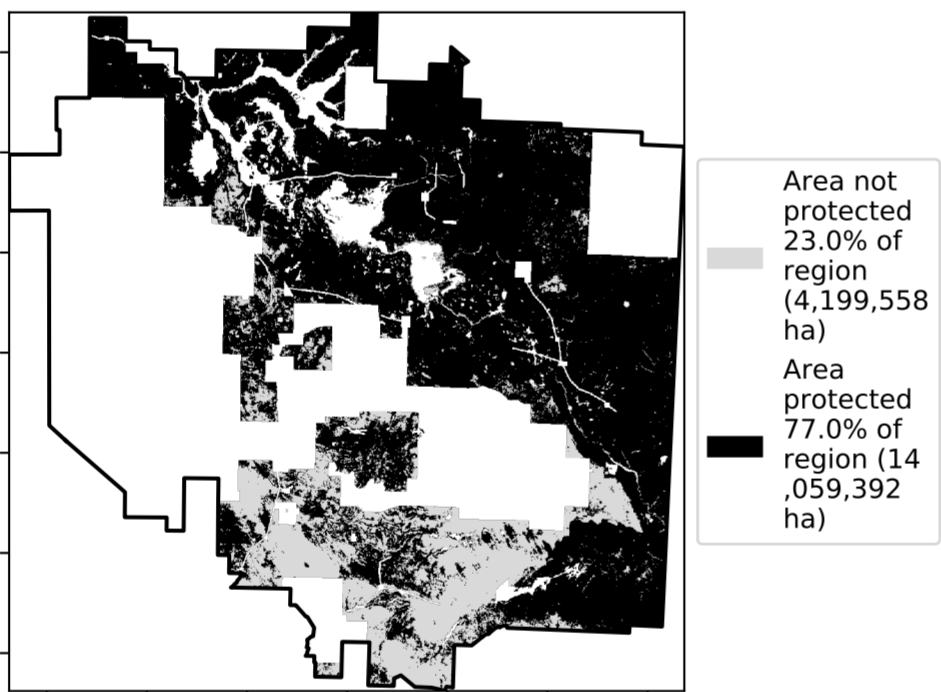 Area not
protected
23.0% of
region
(4,199,558
ha)
Area
protected
77.0% of
region (14
,059,392
ha)